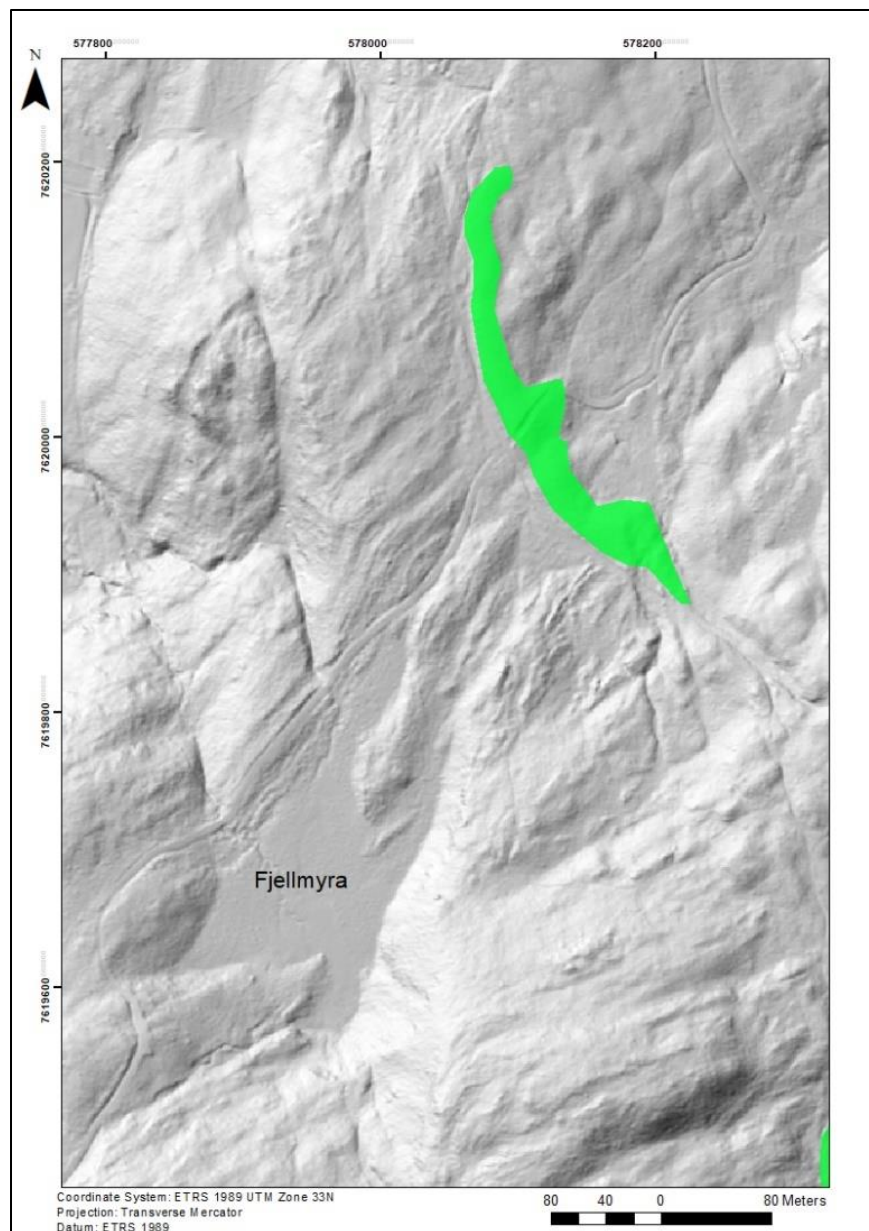 577800 578000 578200
N
7620200
7620000
7619800
Fjellmyra
7619600
Coordinate System: ETRS 1989 UTM Zone 33N
Projection: Transverse Mercator
Datum: ETRS 1989
80 40 0 80 Meters